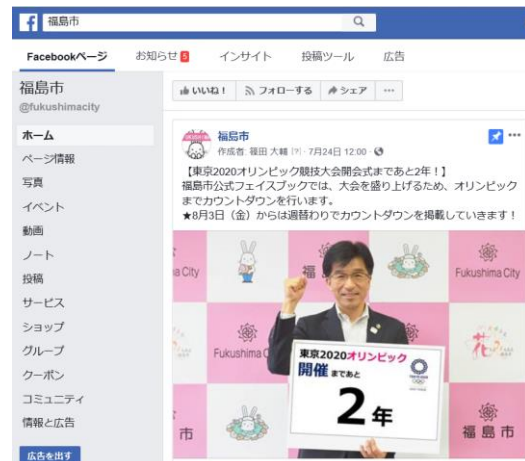 福島市
Facebookページ
お知らせ 5
インサイト
投稿ツール
広告
福島市
@fukushimacity
ホーム
ページ情報
写真
イベント
動画
ノート
投稿
サービス
ショップ
グループ
クーポン
コミュニティ
情報と広告
広告を出す
いいね！
フォローする
シェア
福島市
作成者: 篠田 大輔 [?]・7月24日 12:00・
【東京2020オリンピック競技大会開会式まであと2年！】
福島市公式フェイスブックでは、大会を盛り上げるため、オリンピック
までカウントダウンを行います。
★8月3日（金）からは週替わりでカウントダウンを掲載していきます！
a City
福
Fukushima City
Fukushima C
東京2020オリンピック
開催まであと
2年
市
福島市